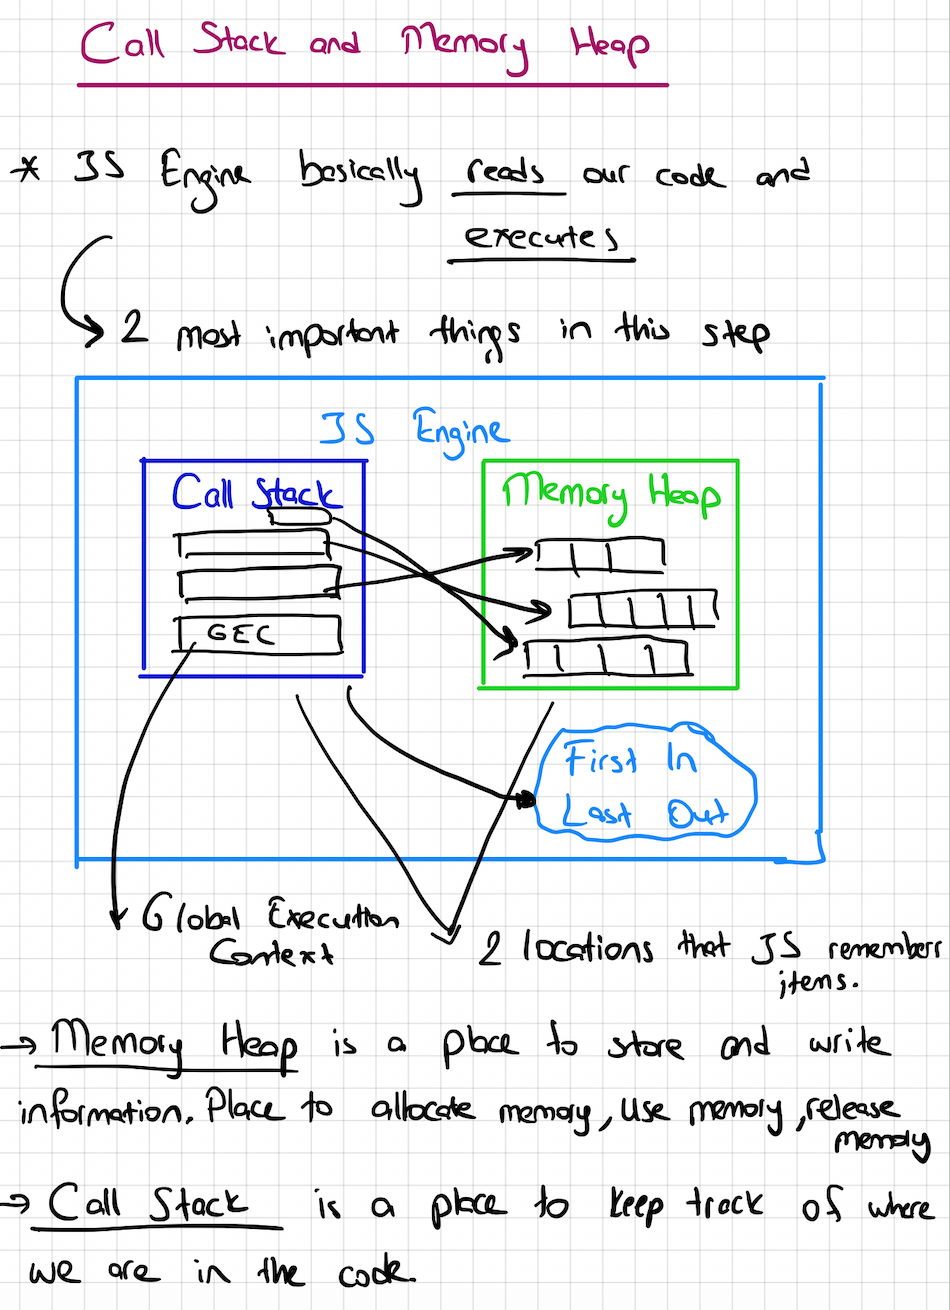 Call Stack and Memory Heap
* JS Engine basically reads our code and
executes
→ 2 most important things in this step
JS Engine
Call Stack
Memory Heap
GEC
First In
Last Out
Global Execution
Context
2 locations that JS remembers
items.
→ Memory Heap is a place to store and write
information. Place to allocate memory, use memory, release
memory
→ Call Stack is a place to keep track of where
we are in the code.